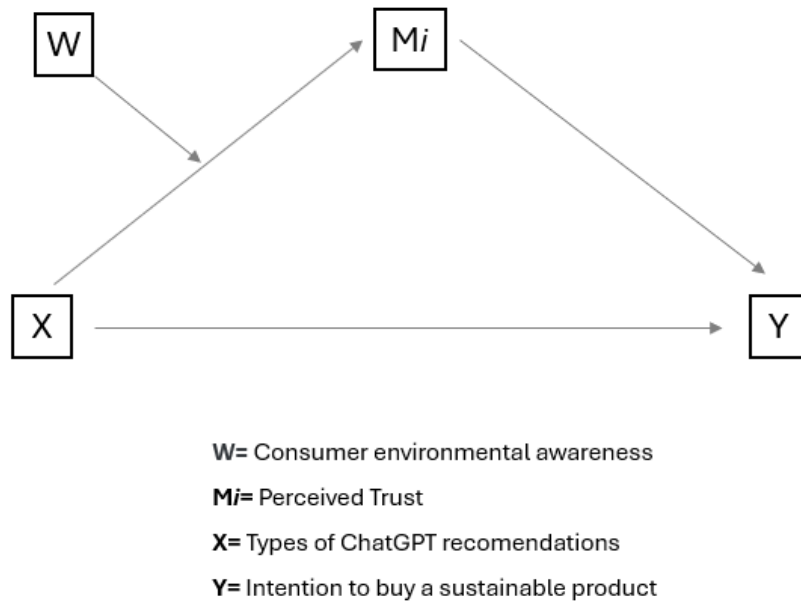 W
Mi
X
Y
W= Consumer environmental awareness
Mi= Perceived Trust
X= Types of ChatGPT recomendations
Y= Intention to buy a sustainable product